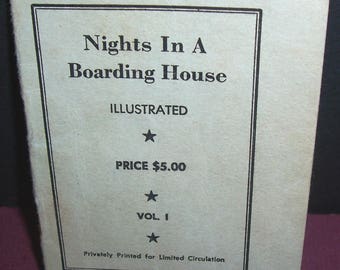 Nights In A
Boarding House
ILLUSTRATED
★
PRICE $5.00
★
VOL. I
★
Privately Printed for Limited Circulation